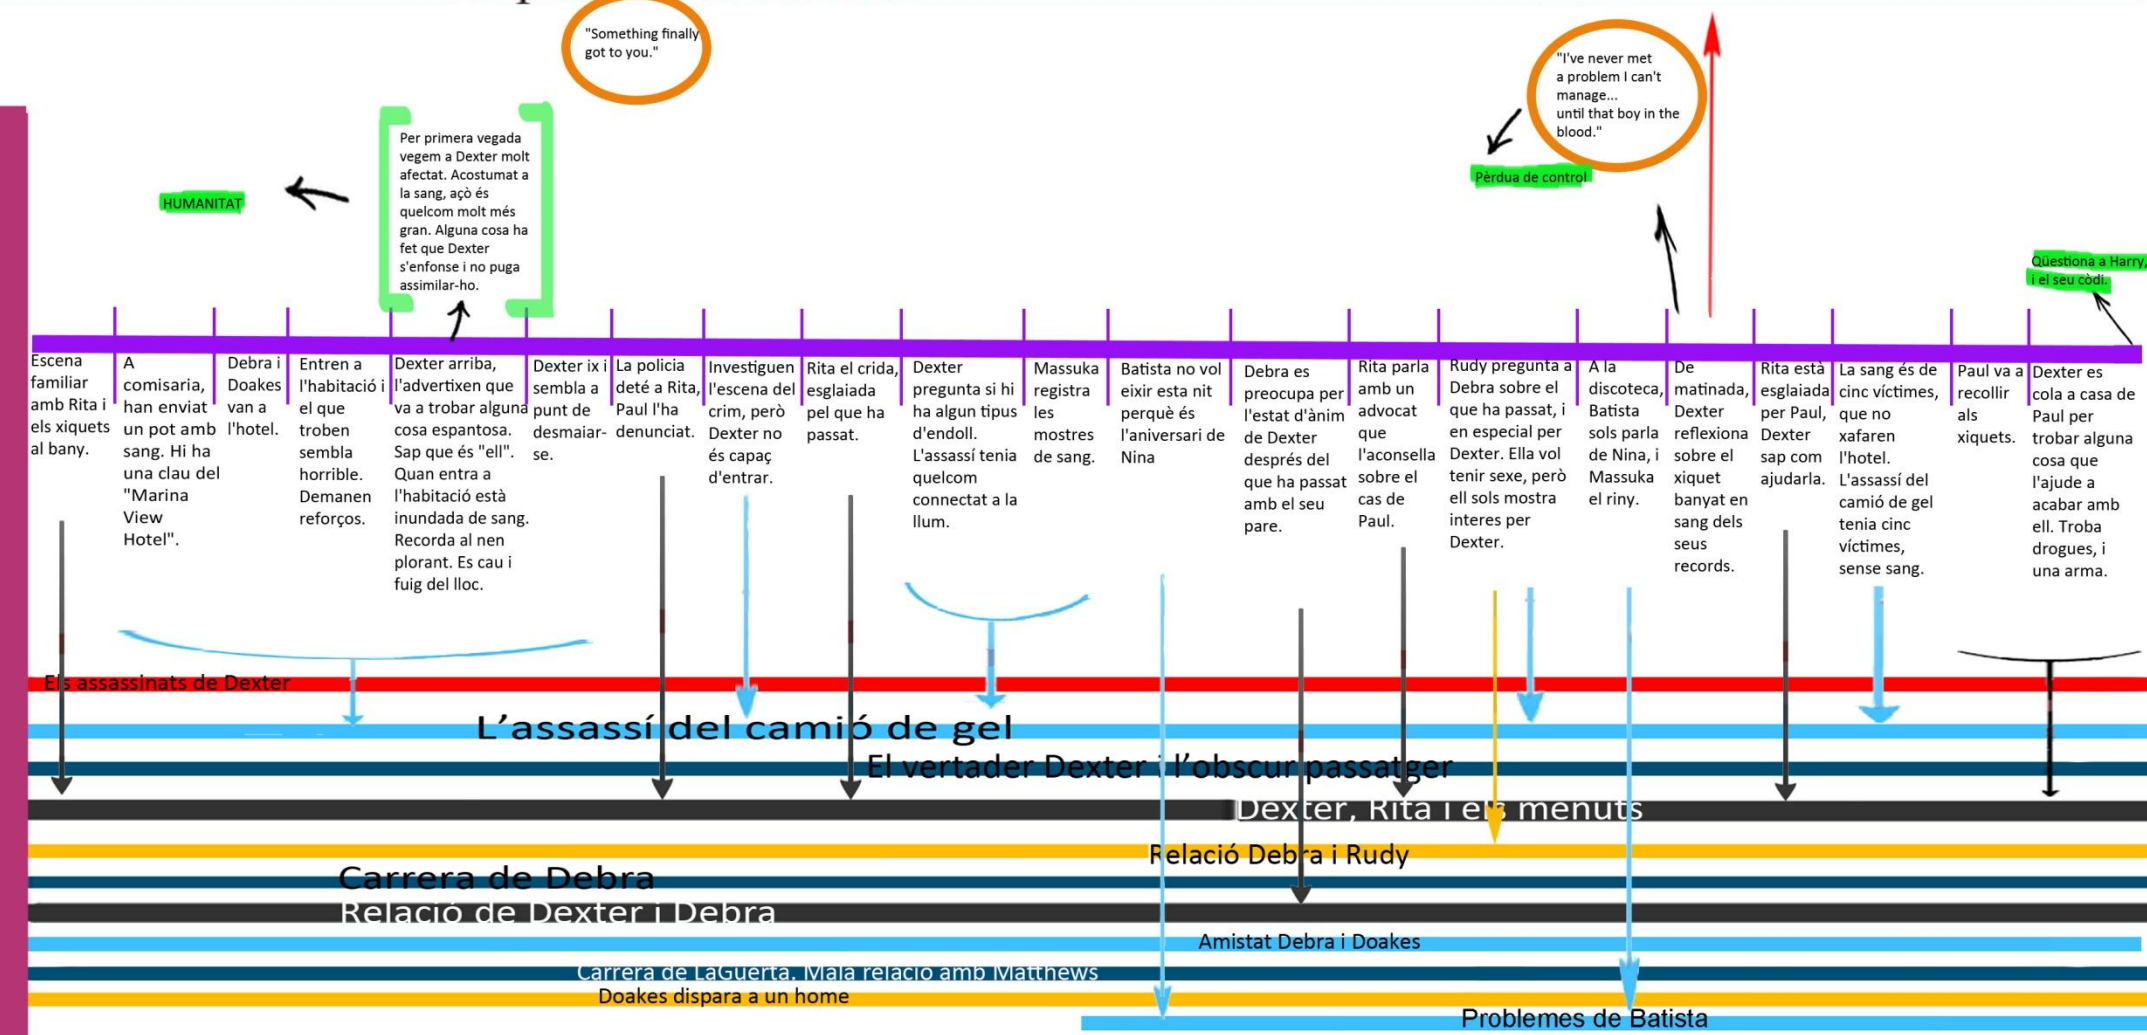 "Something finally
got to you."
"I've never met
a problem I can't
manage...
until that boy in the
blood."
Per primera vegada
vegem a Dexter molt
afectat. Acostumat a
la sang, açò és
quelcom molt més
gran. Alguna cosa ha
fet que Dexter
s'enfonse i no puga
assimilar-ho.
HUMANITAT
Pèrdua de control
Qüestiona a Harry,
i el seu còdi.
Escena
familiar
amb Rita i
els xiquets
al bany.
A
comisaria,
han enviat
un pot amb
sang. Hi ha
una clau del
"Marina
View
Hotel".
Debra i
Doakes
van a
l'hotel.
Entren a
l'habitació i
el que
troben
sembla
horrible.
Demanen
reforços.
Dexter arriba,
l'advertixen que
va a trobar alguna
cosa espantosa.
Sap que és "ell".
Quan entra a
l'habitació està
inundada de sang.
Recorda al nen
plorant. Es cau i
fuig del lloc.
Dexter ix i
sembla a
punt de
desmaiar-
se.
La policia
deté a Rita,
Paul l'ha
denunciat.
Investiguen
l'escena del
crim, però
Dexter no
és capaç
d'entrar.
Rita el crida,
esglaiada
pel que ha
passat.
Dexter
pregunta si hi
ha algun tipus
d'endoll.
L'assassí tenia
quelcom
connectat a la
llum.
Massuka
registra
les
mostres
de sang.
Batista no vol
eixir esta nit
perquè és
l'aniversari de
Nina
Debra es
preocupa per
l'estat d'ànim
de Dexter
després del
que ha passat
amb el seu
pare.
Rita parla
amb un
advocat
que
l'aconsella
sobre el
cas de
Paul.
Rudy pregunta a
Debra sobre el
que ha passat, i
en especial per
Dexter. Ella vol
tenir sexe, però
ell sols mostra
interes per
Dexter.
A la
discoteca,
Batista
sols parla
de Nina, i
Massuka
el riny.
De
matinada,
Dexter
reflexiona
sobre el
xiquet
banyat en
sang dels
seus
records.
Rita està
esglaiada
per Paul,
Dexter
sap com
ajudarla.
La sang és de
cinc víctimes,
que no
xafaren
l'hotel.
L'assassí del
camió de gel
tenia cinc
víctimes,
sense sang.
Paul va a
recollir
als
xiquets.
Dexter es
cola a casa de
Paul per
trobar alguna
cosa que
l'ajude a
acabar amb
ell. Troba
drogues, i
una arma.
Els assassinats de Dexter
L'assassí del camió de gel
El vertader Dexter i l'obscur passatger
Dexter, Rita i els menuts
Relació Debra i Rudy
Carrera de Debra
Relació de Dexter i Debra
Amistat Debra i Doakes
Carrera de LaGuerta. Mala relació amb Matthews
Doakes dispara a un home
Problemes de Batista